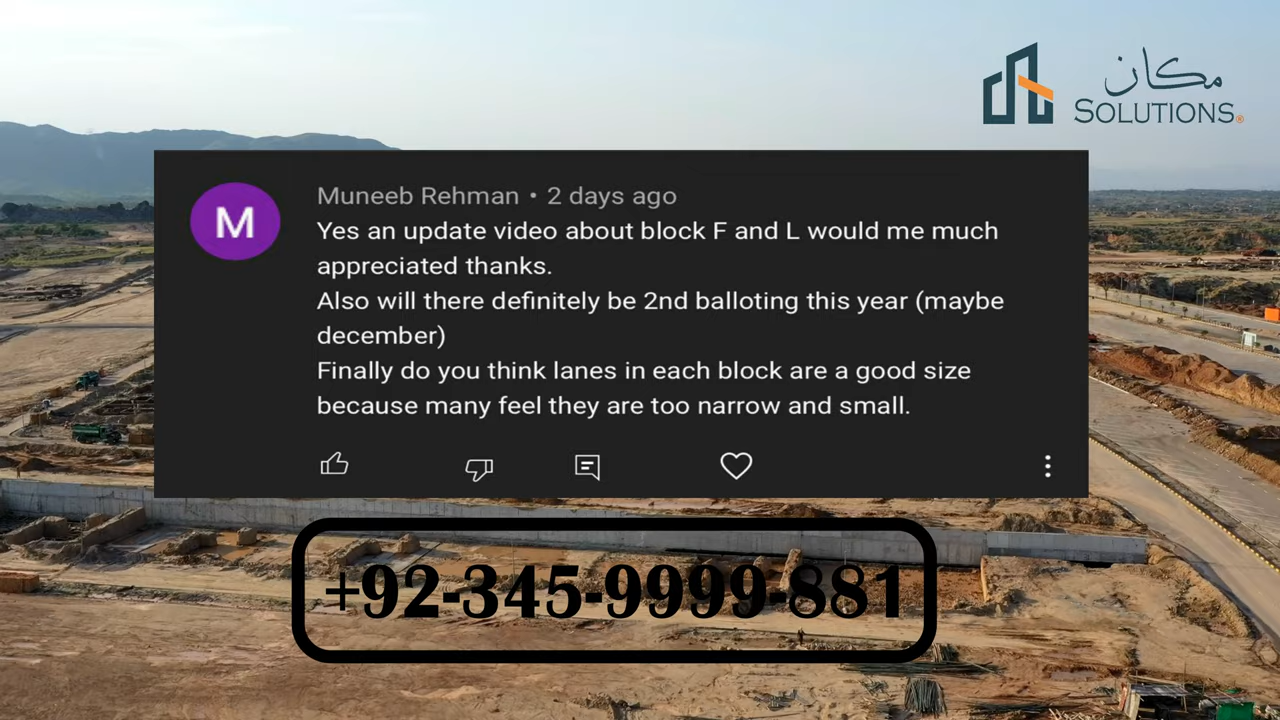 مكان
SOLUTIONS®
M
Muneeb Rehman • 2 days ago
Yes an update video about block F and L would me much
appreciated thanks.
Also will there definitely be 2nd balloting this year (maybe
december)
Finally do you think lanes in each block are a good size
because many feel they are too narrow and small.
+92-345-9999-881